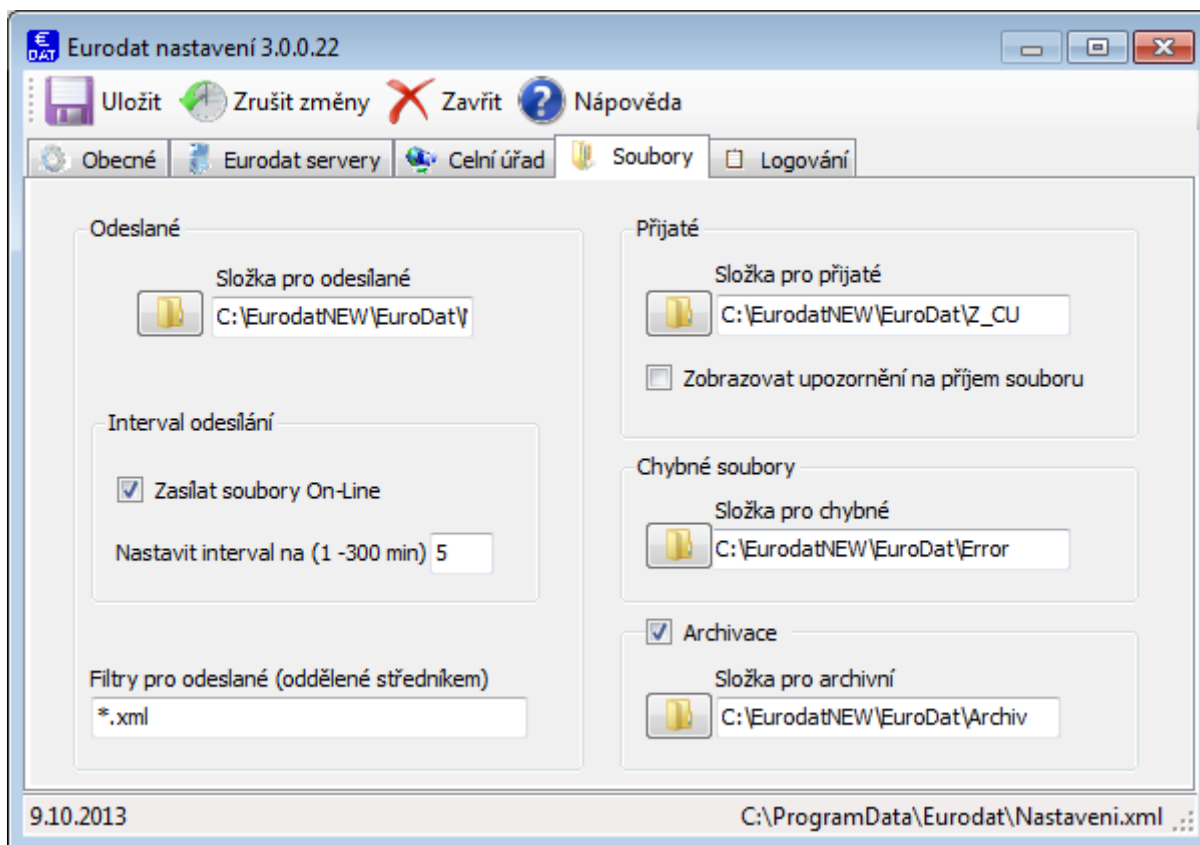 € DAT Eurodat nastavení 3.0.0.22
Uložit Zrušit změny Zavřit ? Nápověda
Obecné Eurodat servery Celní úřad Soubory Logování
Odeslané
Složka pro odesílané
C:\EurodatNEW\EuroDat\
Interval odesílání
Zasílat soubory On-Line
Nastavit interval na (1 -300 min) 5
Filtry pro odeslané (oddělené středníkem)
*.xml
Přijaté
Složka pro přijaté
C:\EurodatNEW\EuroDat\Z_CU
Zobrazovat upozornění na příjem souboru
Chybné soubory
Složka pro chybné
C:\EurodatNEW\EuroDat\Error
Archivace
Složka pro archivní
C:\EurodatNEW\EuroDat\Archiv
9.10.2013 C:\ProgramData\Eurodat\Nastaveni.xml